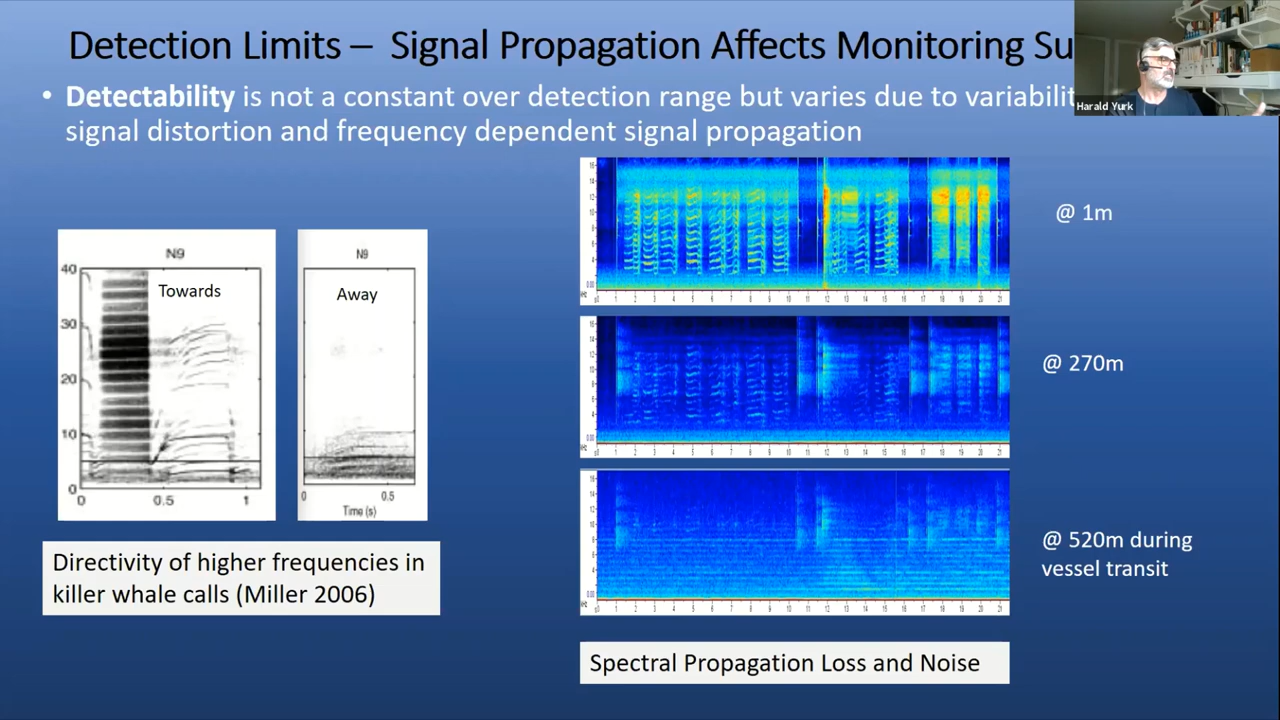 Detection Limits – Signal Propagation Affects Monitoring Su
Harald Yurk
• Detectability is not a constant over detection range but varies due to variabilit
signal distortion and frequency dependent signal propagation
@ 1m
N9
40
Towards
30
20
10
0
0 0.5 1
N9
Away
0 0.5
Time (s)
@ 270m
@ 520m during
vessel transit
Directivity of higher frequencies in
killer whale calls (Miller 2006)
Spectral Propagation Loss and Noise